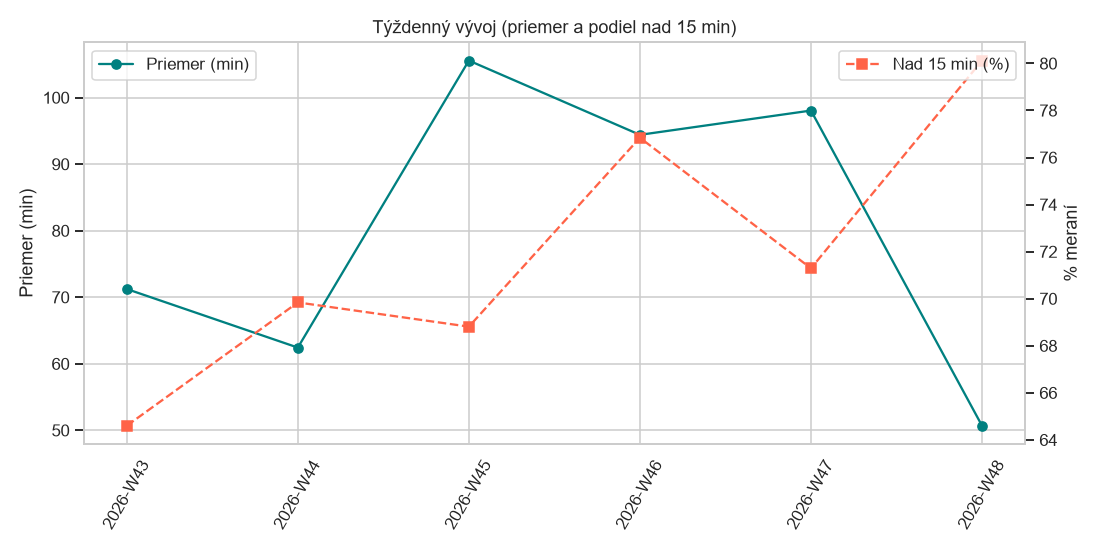 Týždenný vývoj (priemer a podiel nad 15 min)
Priemer (min)
Nad 15 min (%)
Priemer (min)
100
90
80
70
60
50
% meraní
80
78
76
74
72
70
68
66
64
2026-W43
2026-W44
2026-W45
2026-W46
2026-W47
2026-W48